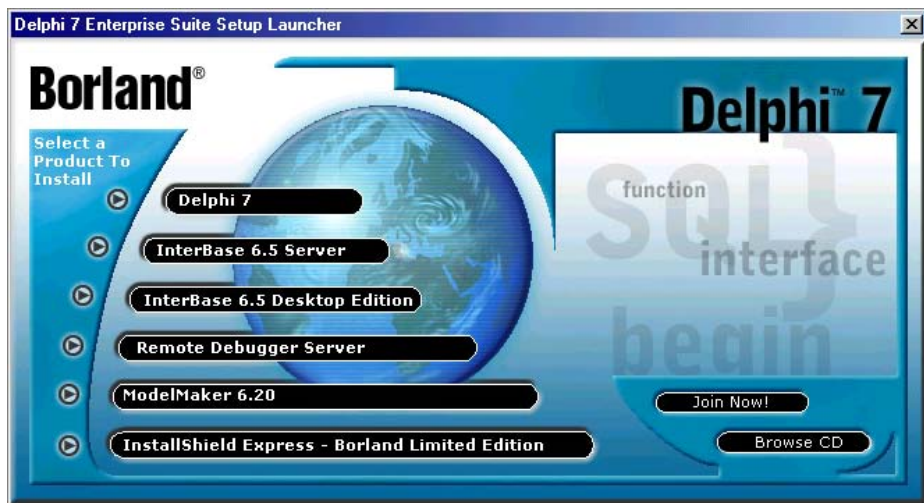 Delphi 7 Enterprise Suite Setup Launcher
Borland®
Delphi™ 7
Select a
Product To
Install
Delphi 7
InterBase 6.5 Server
InterBase 6.5 Desktop Edition
Remote Debugger Server
ModelMaker 6.20
InstallShield Express - Borland Limited Edition
SQL}
function
interface
begin
Join Now!
Browse CD